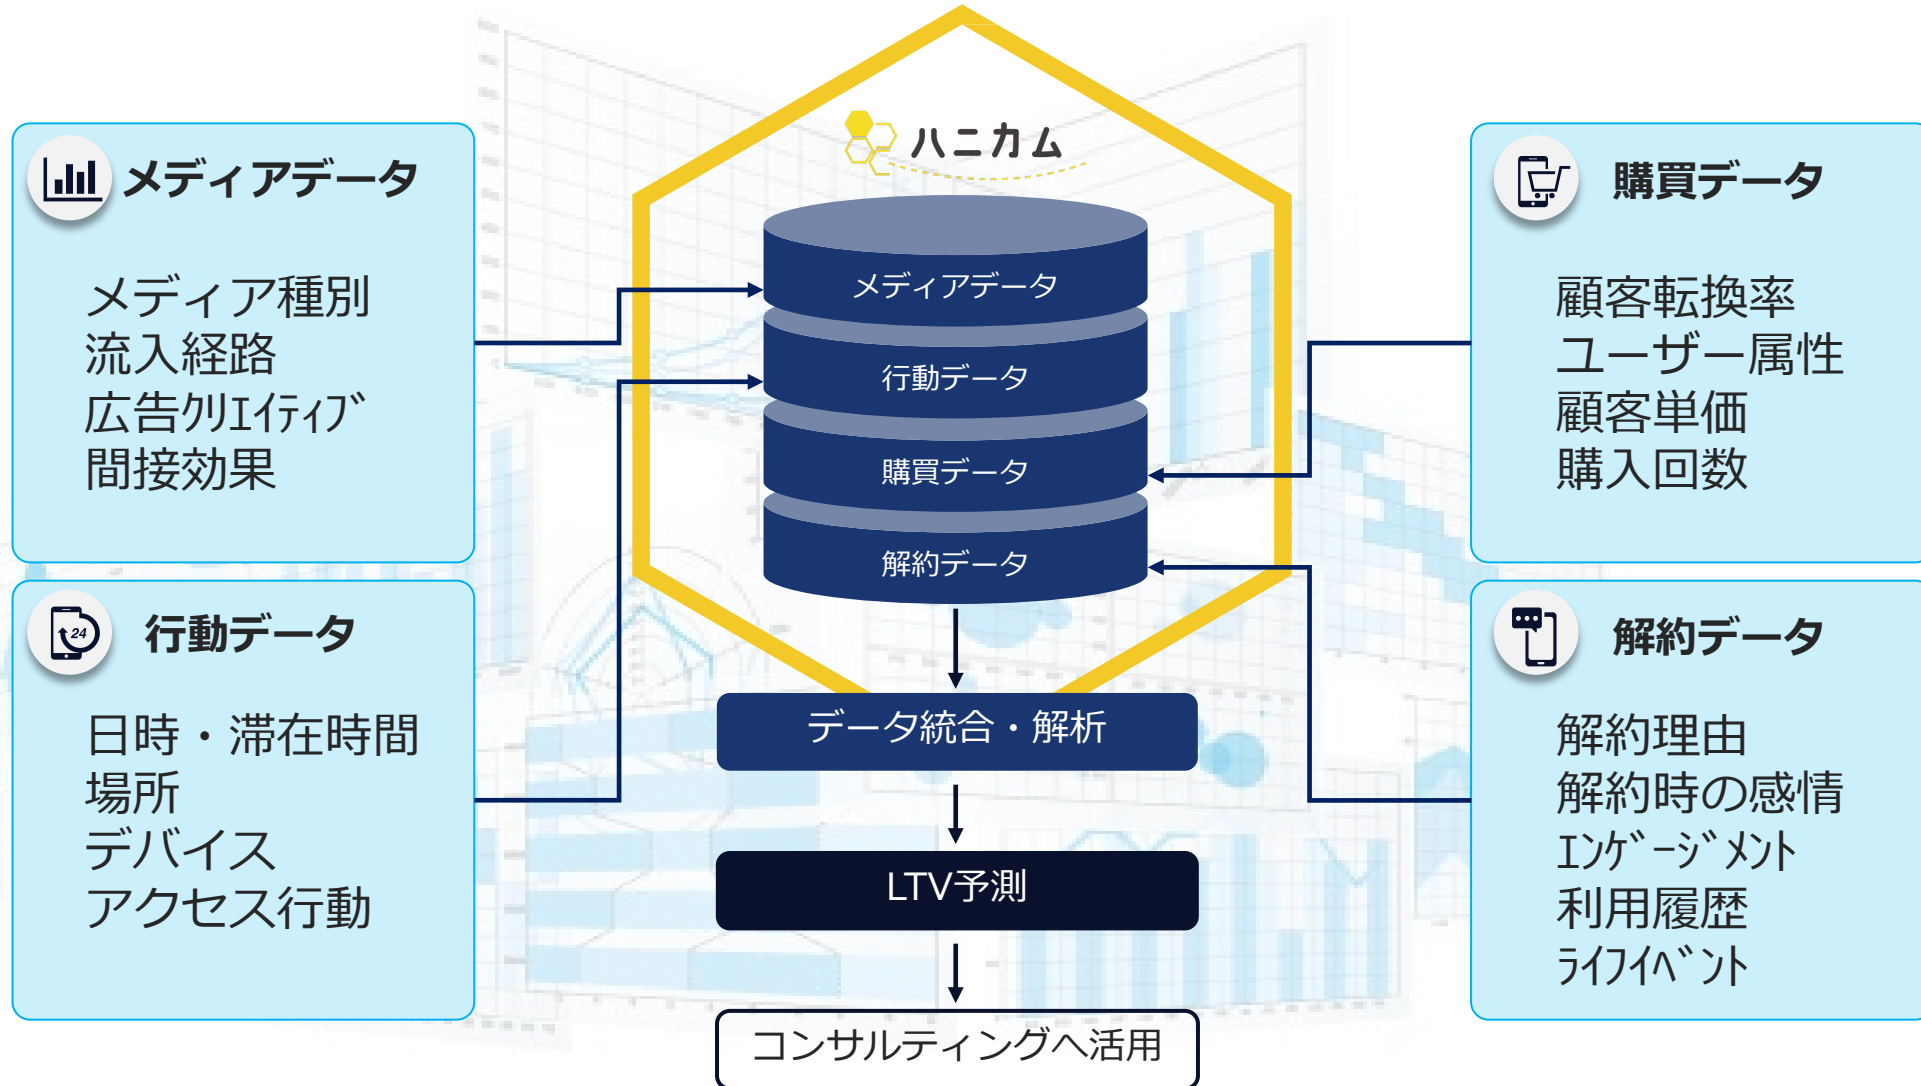 ハニカム
メディアデータ
メディア種別
流入経路
広告ｸﾘｴｲﾃｨﾌﾞ
間接効果
行動データ
24
日時・滞在時間
場所
デバイス
アクセス行動
メディアデータ
行動データ
購買データ
解約データ
データ統合・解析
LTV予測
コンサルティングへ活用
購買データ
顧客転換率
ユーザー属性
顧客単価
購入回数
解約データ
解約理由
解約時の感情
ｴﾝｹﾞｰｼﾞﾒﾝﾄ
利用履歴
ﾗｲﾌｲﾍﾞﾝﾄ